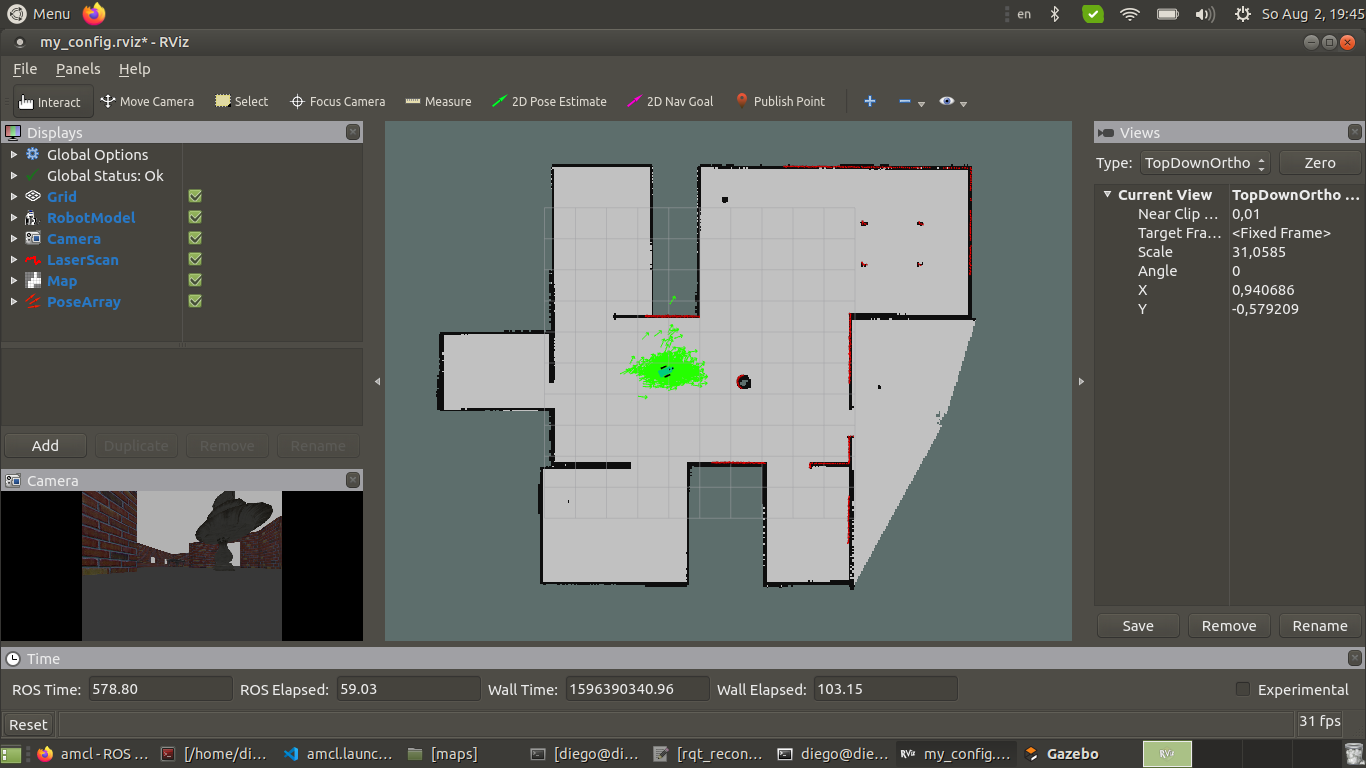 Menu en So Aug 2, 19:45
my_config.rviz* - RViz
File Panels Help
Interact Move Camera Select Focus Camera Measure 2D Pose Estimate 2D Nav Goal Publish Point
Displays
Global Options
Global Status: Ok
Grid
RobotModel
Camera
LaserScan
Map
PoseArray
Add Duplicate Remove Rename
Camera
Views
Type: TopDownOrtho Zero
Current View TopDownOrtho ...
Near Clip ... 0,01
Target Fra... <Fixed Frame>
Scale 31,0585
Angle 0
X 0,940686
Y -0,579209
Save Remove Rename
Time
ROS Time: 578.80 ROS Elapsed: 59.03 Wall Time: 1596390340.96 Wall Elapsed: 103.15 Experimental
Reset 31 fps
amcl - ROS ... [/home/di... amcl.launc... [maps] [diego@di... [rqt_recon... diego@die... RViz my_config.... Gazebo RViz